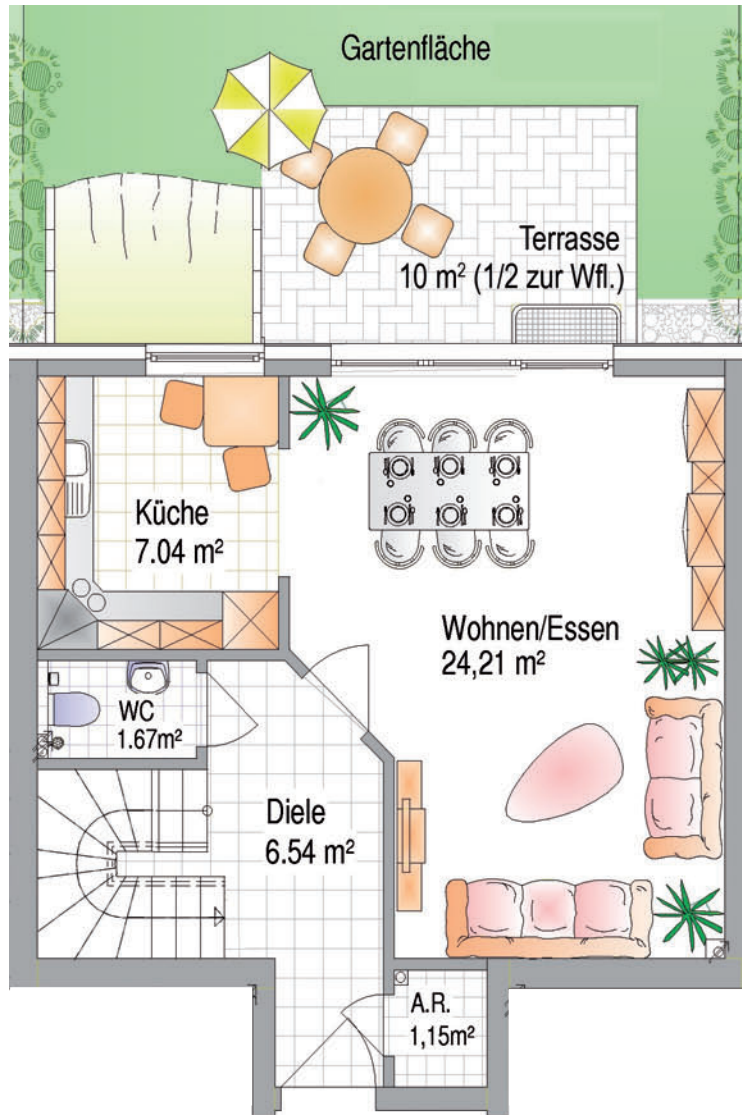 Gartenfläche
Terrasse
10 m² (1/2 zur Wfl.)
Küche
7.04 m²
Wohnen/Essen
24,21 m²
WC
1.67m²
Diele
6.54 m²
A.R.
1,15m²